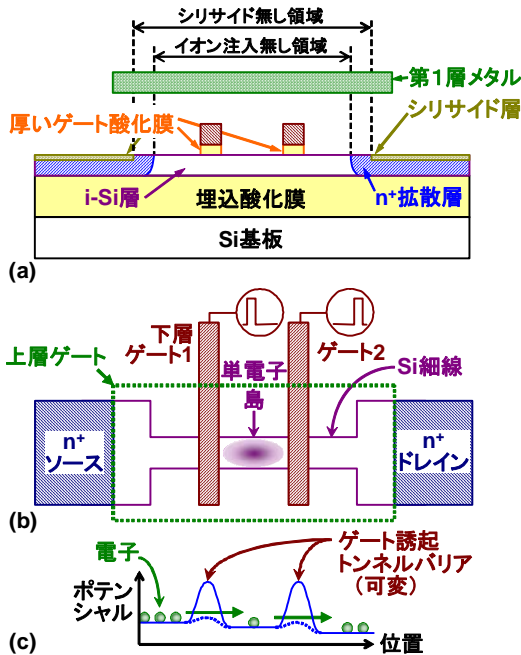 シリサイド無し領域
イオン注入無し領域
第1層メタル
シリサイド層
厚いゲート酸化膜
i-Si層
埋込酸化膜
n+拡散層
Si基板
(a)
下層
ゲート1
ゲート2
上層ゲート
単電子
島
Si細線
n+
ソース
n+
ドレイン
(b)
電子
ゲート誘起
トンネルバリア
(可変)
ポテン
シャル
位置
(c)